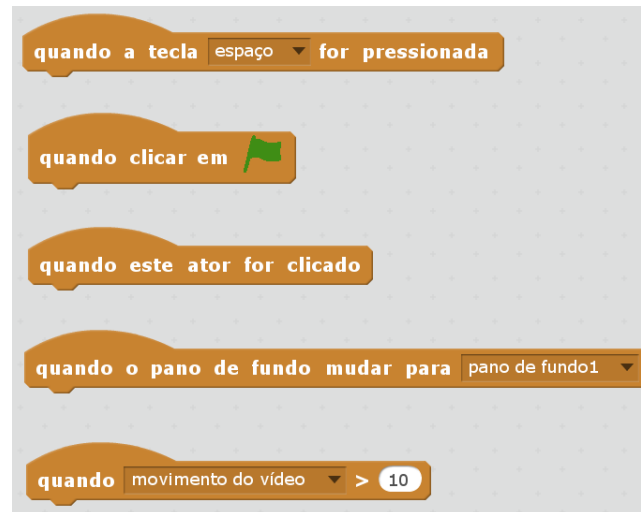 quando a tecla espaço for pressionada
quando clicar em
quando este ator for clicado
quando o pano de fundo mudar para pano de fundo1
quando movimento do vídeo > 10